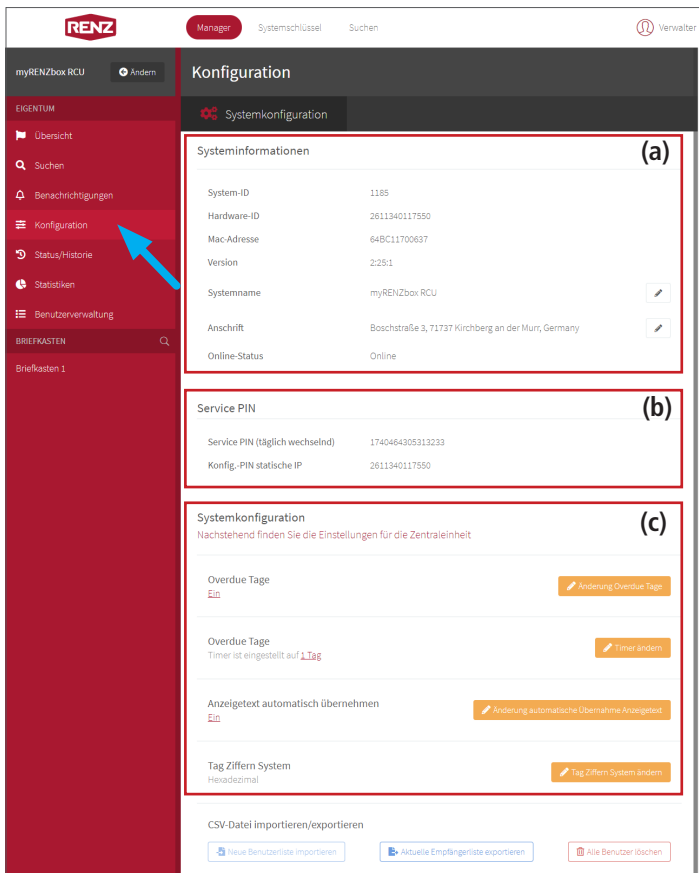 RENZ
Manager Systemschlüssel Suchen Verwalter
myRENZbox RCU Ändern
Konfiguration
EIGENTUM
Systemkonfiguration
Übersicht
Suchen
Benachrichtigungen
Konfiguration
Status/Historie
Statistiken
Benutzerverwaltung
BRIEFKASTEN
Briefkasten 1
Systeminformationen (a)
System-ID 1185
Hardware-ID 2611340117550
Mac-Adresse 64BC11700637
Version 2:25:1
Systemname myRENZbox RCU
Anschrift Boschstraße 3, 71737 Kirchberg an der Murr, Germany
Online-Status Online
Service PIN (b)
Service PIN (täglich wechselnd) 1740464305313233
Konfig.-PIN statische IP 2611340117550
Systemkonfiguration (c)
Nachstehend finden Sie die Einstellungen für die Zentraleinheit
Overdue Tage
Ein
Änderung Overdue Tage
Overdue Tage
Timer ist eingestellt auf 1 Tag
Timer ändern
Anzeigetext automatisch übernehmen
Ein
Änderung automatische Übernahme Anzeigetext
Tag Ziffern System
Hexadezimal
Tag Ziffern System ändern
CSV-Datei importieren/exportieren
Neue Benutzerliste importieren Aktuelle Empfängerliste exportieren Alle Benutzer löschen